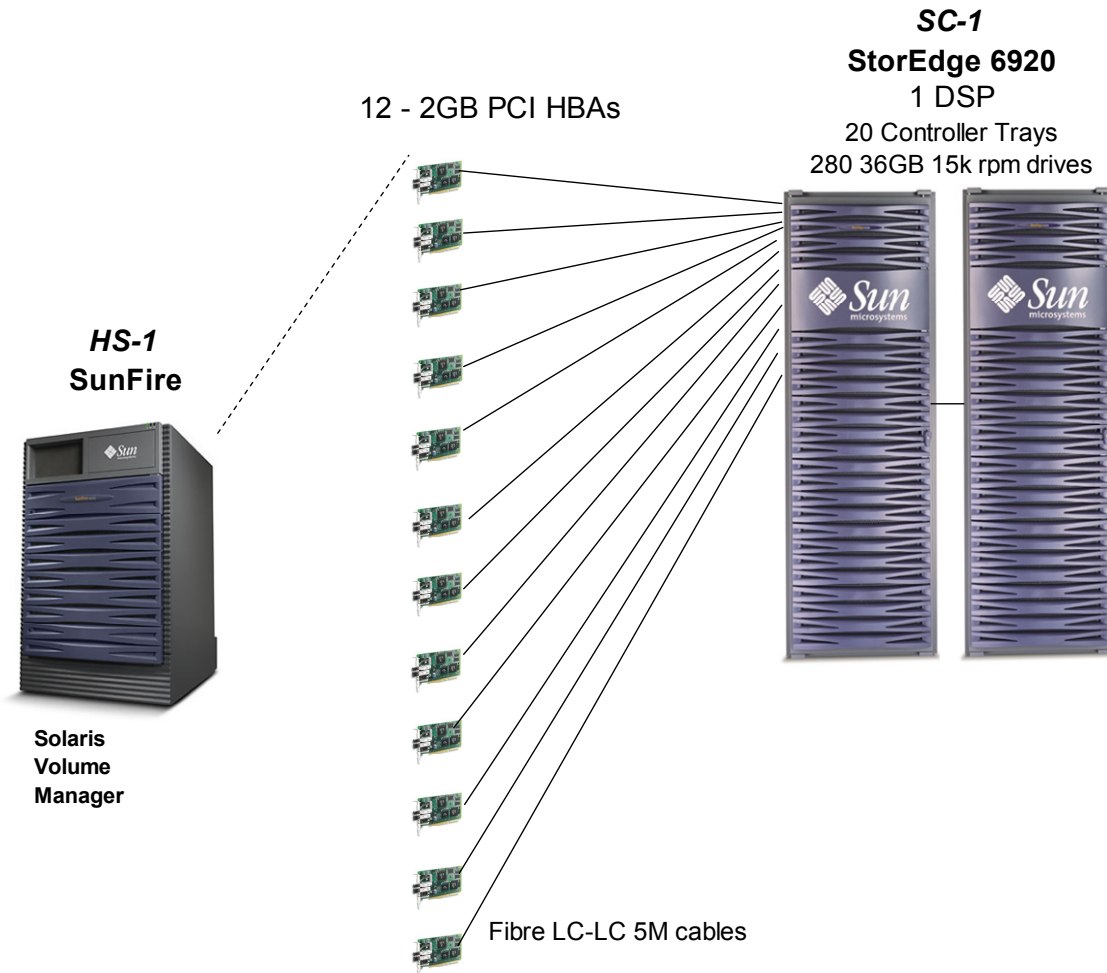 SC-1
StorEdge 6920
1 DSP
20 Controller Trays
280 36GB 15k rpm drives
12 - 2GB PCI HBAs
Sun
microsystems
Sun
microsystems
HS-1
SunFire
Sun
Solaris
Volume
Manager
Fibre LC-LC 5M cables